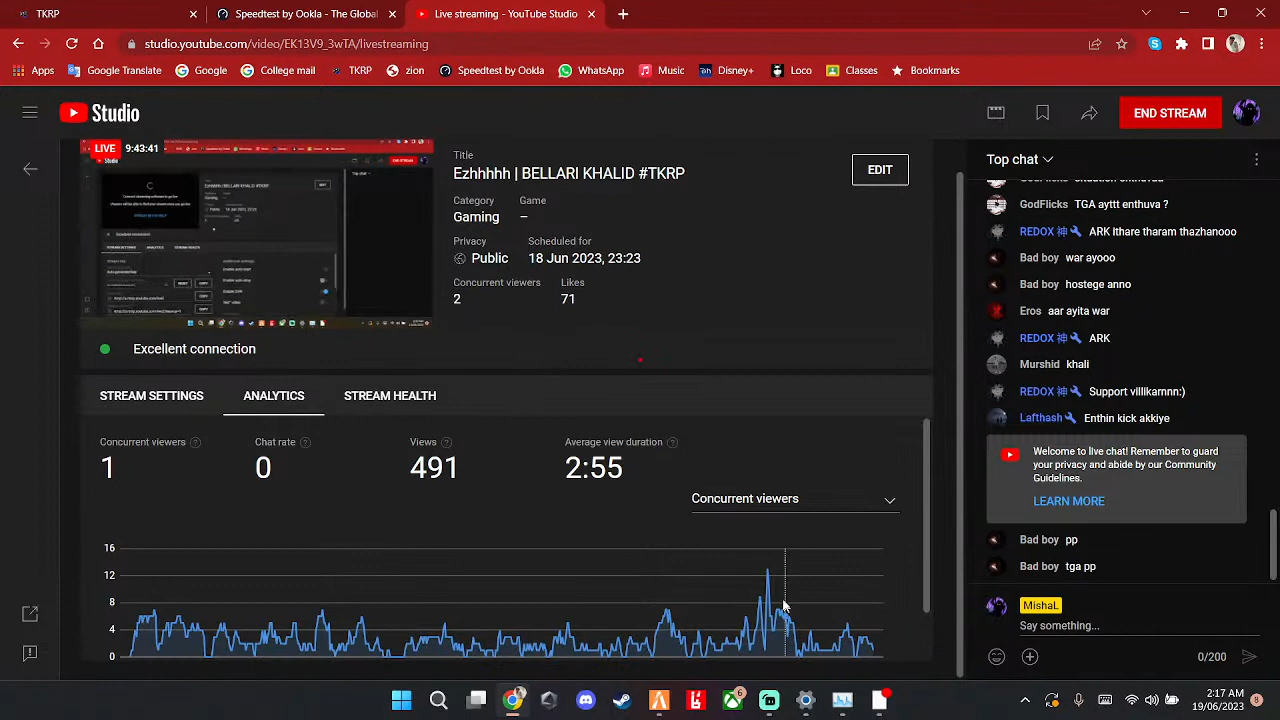 TKRP
Speedtest by Ookla - The Global
Live streaming - YouTube Studio
studio.youtube.com/video/EK13V9_3wTA/livestreaming
Apps
Google Translate
Google
College mail
TKRP
zion
Speedtest by Ookla
WhatsApp
Music
Disney+
Loco
Classes
Bookmarks
Studio
END STREAM
LIVE 9:43:41
Title
Ezhhhhh | BELLARI KHALID #TKRP
EDIT
Category Game
Gaming –
Privacy Scheduled for
Public 18 Jun 2023, 23:23
Concurrent viewers Likes
2 71
Excellent connection
STREAM SETTINGS ANALYTICS STREAM HEALTH
Concurrent viewers Chat rate Views Average view duration
1 0 491 2:55
Concurrent viewers
16
12
8
4
0
Top chat
GodFlicks TGA ayttt enthuva ?
REDOX 神 ARK Ithare tharam thazhanooo
Bad boy war ayoo
Bad boy hosteger anno
Eros aar ayita war
REDOX 神 ARK
Murshid khali
REDOX 神 Support villikarnnn:)
Lafthash Enthin kick akkiye
Welcome to live chat! Remember to guard
your privacy and abide by our Community
Guidelines.
LEARN MORE
Bad boy pp
Bad boy tga pp
MishaL
Say something...
0/200
6
2:17 AM
19/06/2023
8